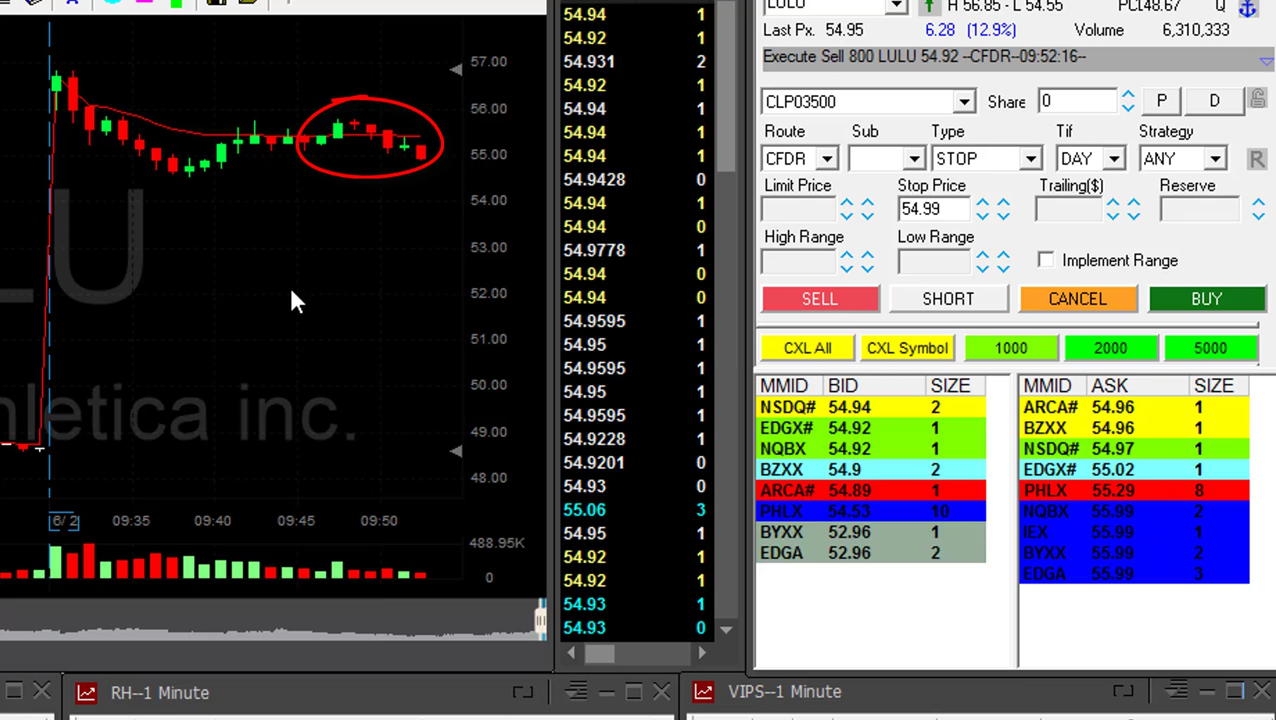 LULU H 56.85 - L 54.55 PCL48.67 Q
Last Px. 54.95 6.28 (12.9%) Volume 6,310,333
Execute Sell 800 LULU 54.92 --CFDR--09:52:16--
CLP03500 Share 0 P D
Route Sub Type Tif Strategy
CFDR STOP DAY ANY R
Limit Price Stop Price Trailing($) Reserve
54.99
High Range Low Range
Implement Range
SELL SHORT CANCEL BUY
CXL All CXL Symbol 1000 2000 5000
MMID BID SIZE MMID ASK SIZE
NSDQ# 54.94 2 ARCA# 54.96 1
EDGX# 54.92 1 BZXX 54.96 1
NQBX 54.92 1 NSDQ# 54.97 1
BZXX 54.9 2 EDGX# 55.02 1
ARCA# 54.89 1 PHLX 55.29 8
PHLX 54.53 10 NQBX 55.99 2
BYXX 52.96 1 IEX 55.99 1
EDGA 52.96 2 BYXX 55.99 2
EDGA 55.99 3
54.94 1
54.92 1
54.931 2
54.92 1
54.94 1
54.94 1
54.94 1
54.9428 0
54.94 1
54.94 0
54.9778 1
54.94 0
54.94 0
54.9595 1
54.95 1
54.9595 1
54.95 1
54.9595 1
54.9228 1
54.9201 0
54.93 0
55.06 3
54.95 1
54.92 1
54.92 1
54.93 1
54.93 0
57.00
56.00
55.00
54.00
53.00
52.00
51.00
50.00
49.00
48.00
LU
hletica inc.
6/ 2 09:35 09:40 09:45 09:50
488.95K
0
RH--1 Minute
VIPS--1 Minute